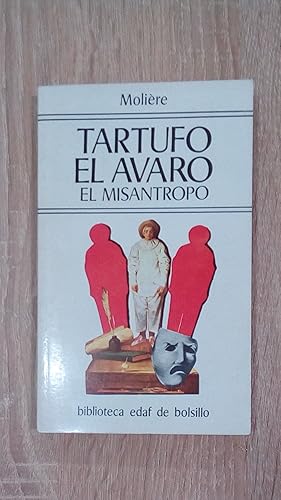 Molière
TARTUFO
EL AVARO
EL MISANTROPO
biblioteca edaf de bolsillo